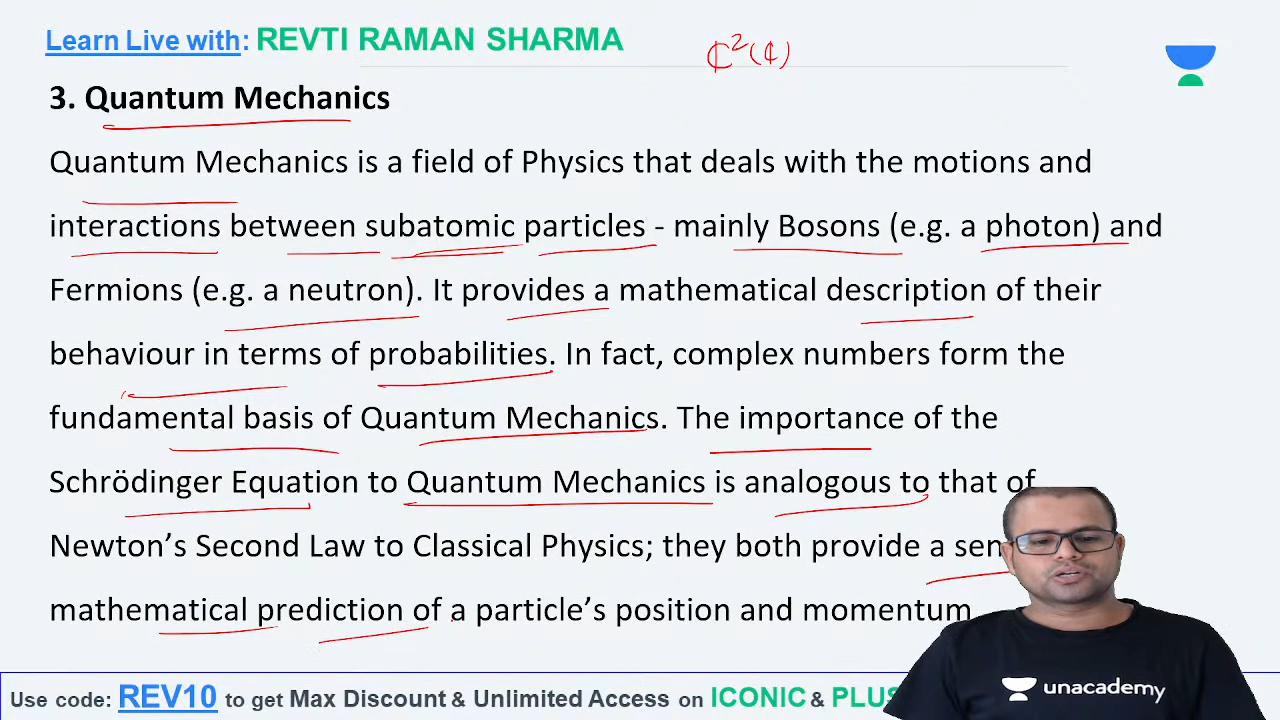 Learn Live with: REVTI RAMAN SHARMA
ℂ²(ℂ)
3. Quantum Mechanics
Quantum Mechanics is a field of Physics that deals with the motions and
interactions between subatomic particles - mainly Bosons (e.g. a photon) and
Fermions (e.g. a neutron). It provides a mathematical description of their
behaviour in terms of probabilities. In fact, complex numbers form the
fundamental basis of Quantum Mechanics. The importance of the
Schrödinger Equation to Quantum Mechanics is analogous to that of
Newton’s Second Law to Classical Physics; they both provide a
mathematical prediction of a particle’s position and momentum
unacademy
Use code: REV10 to get Max Discount & Unlimited Access on ICONIC & PLUS